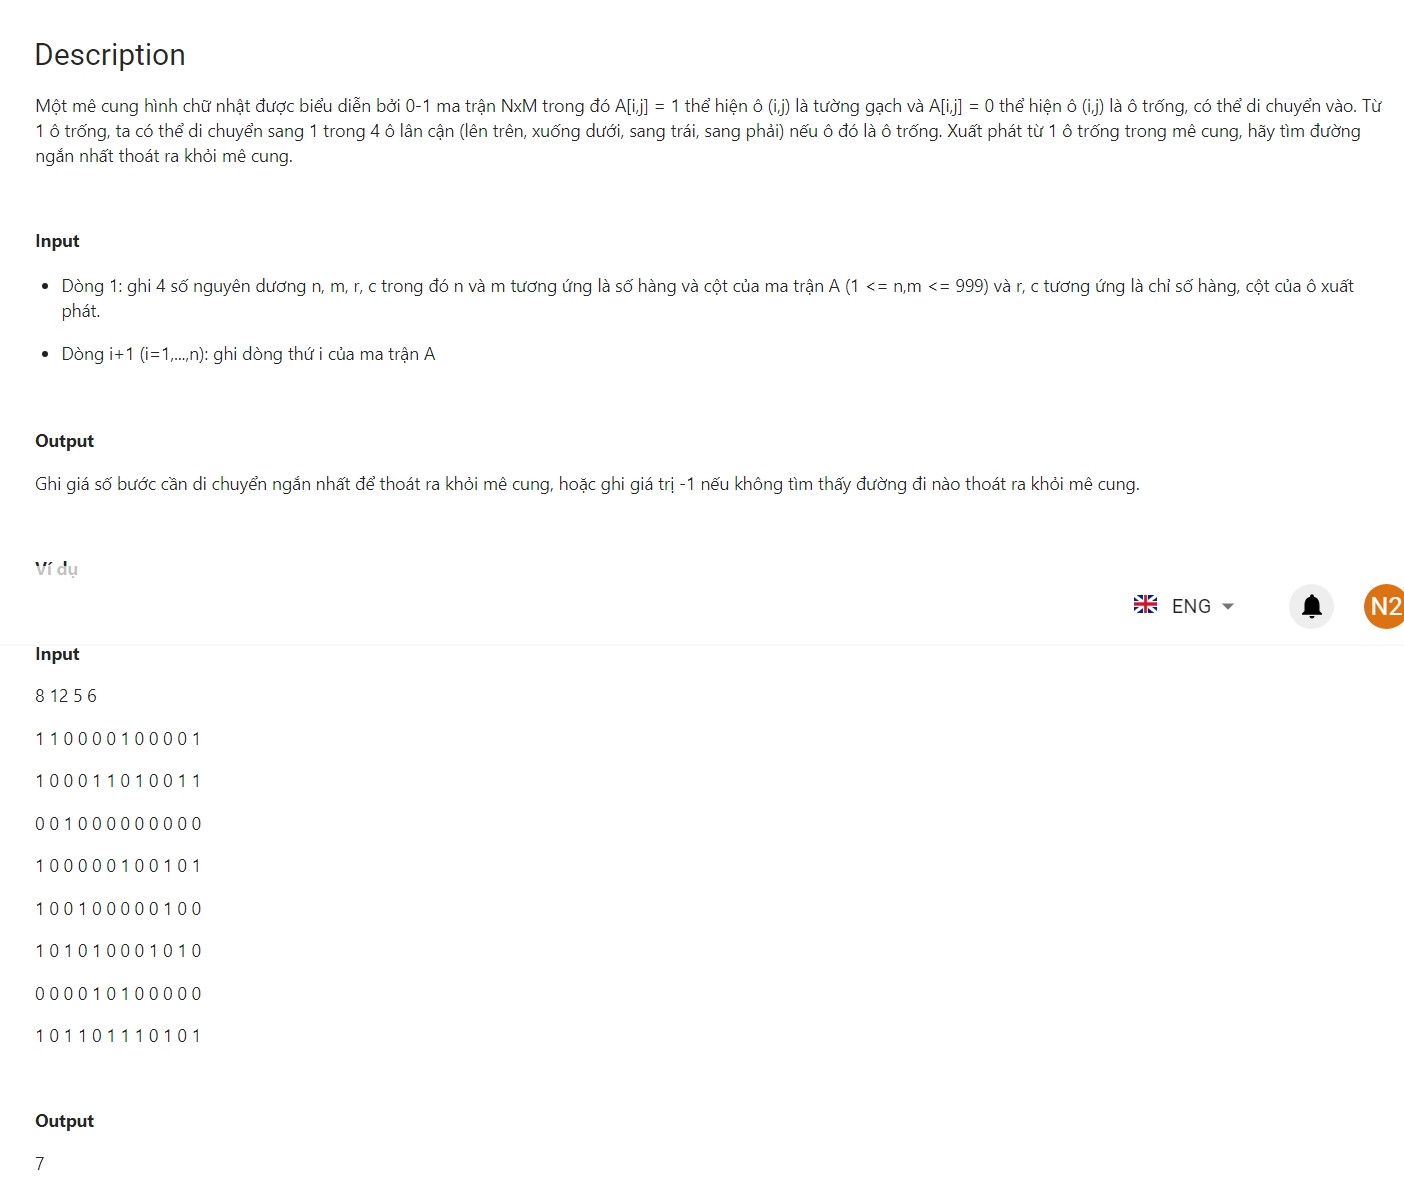 Description
Một mê cung hình chữ nhật được biểu diễn bởi 0-1 ma trận NxM trong đó A[i,j] = 1 thể hiện ô (i,j) là tường gạch và A[i,j] = 0 thể hiện ô (i,j) là ô trống, có thể di chuyển vào. Từ
1 ô trống, ta có thể di chuyển sang 1 trong 4 ô lân cận (lên trên, xuống dưới, sang trái, sang phải) nếu ô đó là ô trống. Xuất phát từ 1 ô trống trong mê cung, hãy tìm đường
ngắn nhất thoát ra khỏi mê cung.
Input
• Dòng 1: ghi 4 số nguyên dương n, m, r, c trong đó n và m tương ứng là số hàng và cột của ma trận A (1 <= n,m <= 999) và r, c tương ứng là chỉ số hàng, cột của ô xuất
phát.
• Dòng i+1 (i=1,...,n): ghi dòng thứ i của ma trận A
Output
Ghi giá số bước cần di chuyển ngắn nhất để thoát ra khỏi mê cung, hoặc ghi giá trị -1 nếu không tìm thấy đường đi nào thoát ra khỏi mê cung.
Ví dụ
ENG
N2
Input
8 12 5 6
1 1 0 0 0 0 1 0 0 0 0 1
1 0 0 0 1 1 0 1 0 0 1 1
0 0 1 0 0 0 0 0 0 0 0 0
1 0 0 0 0 0 1 0 0 1 0 1
1 0 0 1 0 0 0 0 0 1 0 0
1 0 1 0 1 0 0 0 1 0 1 0
0 0 0 0 1 0 1 0 0 0 0 0
1 0 1 1 0 1 1 1 0 1 0 1
Output
7